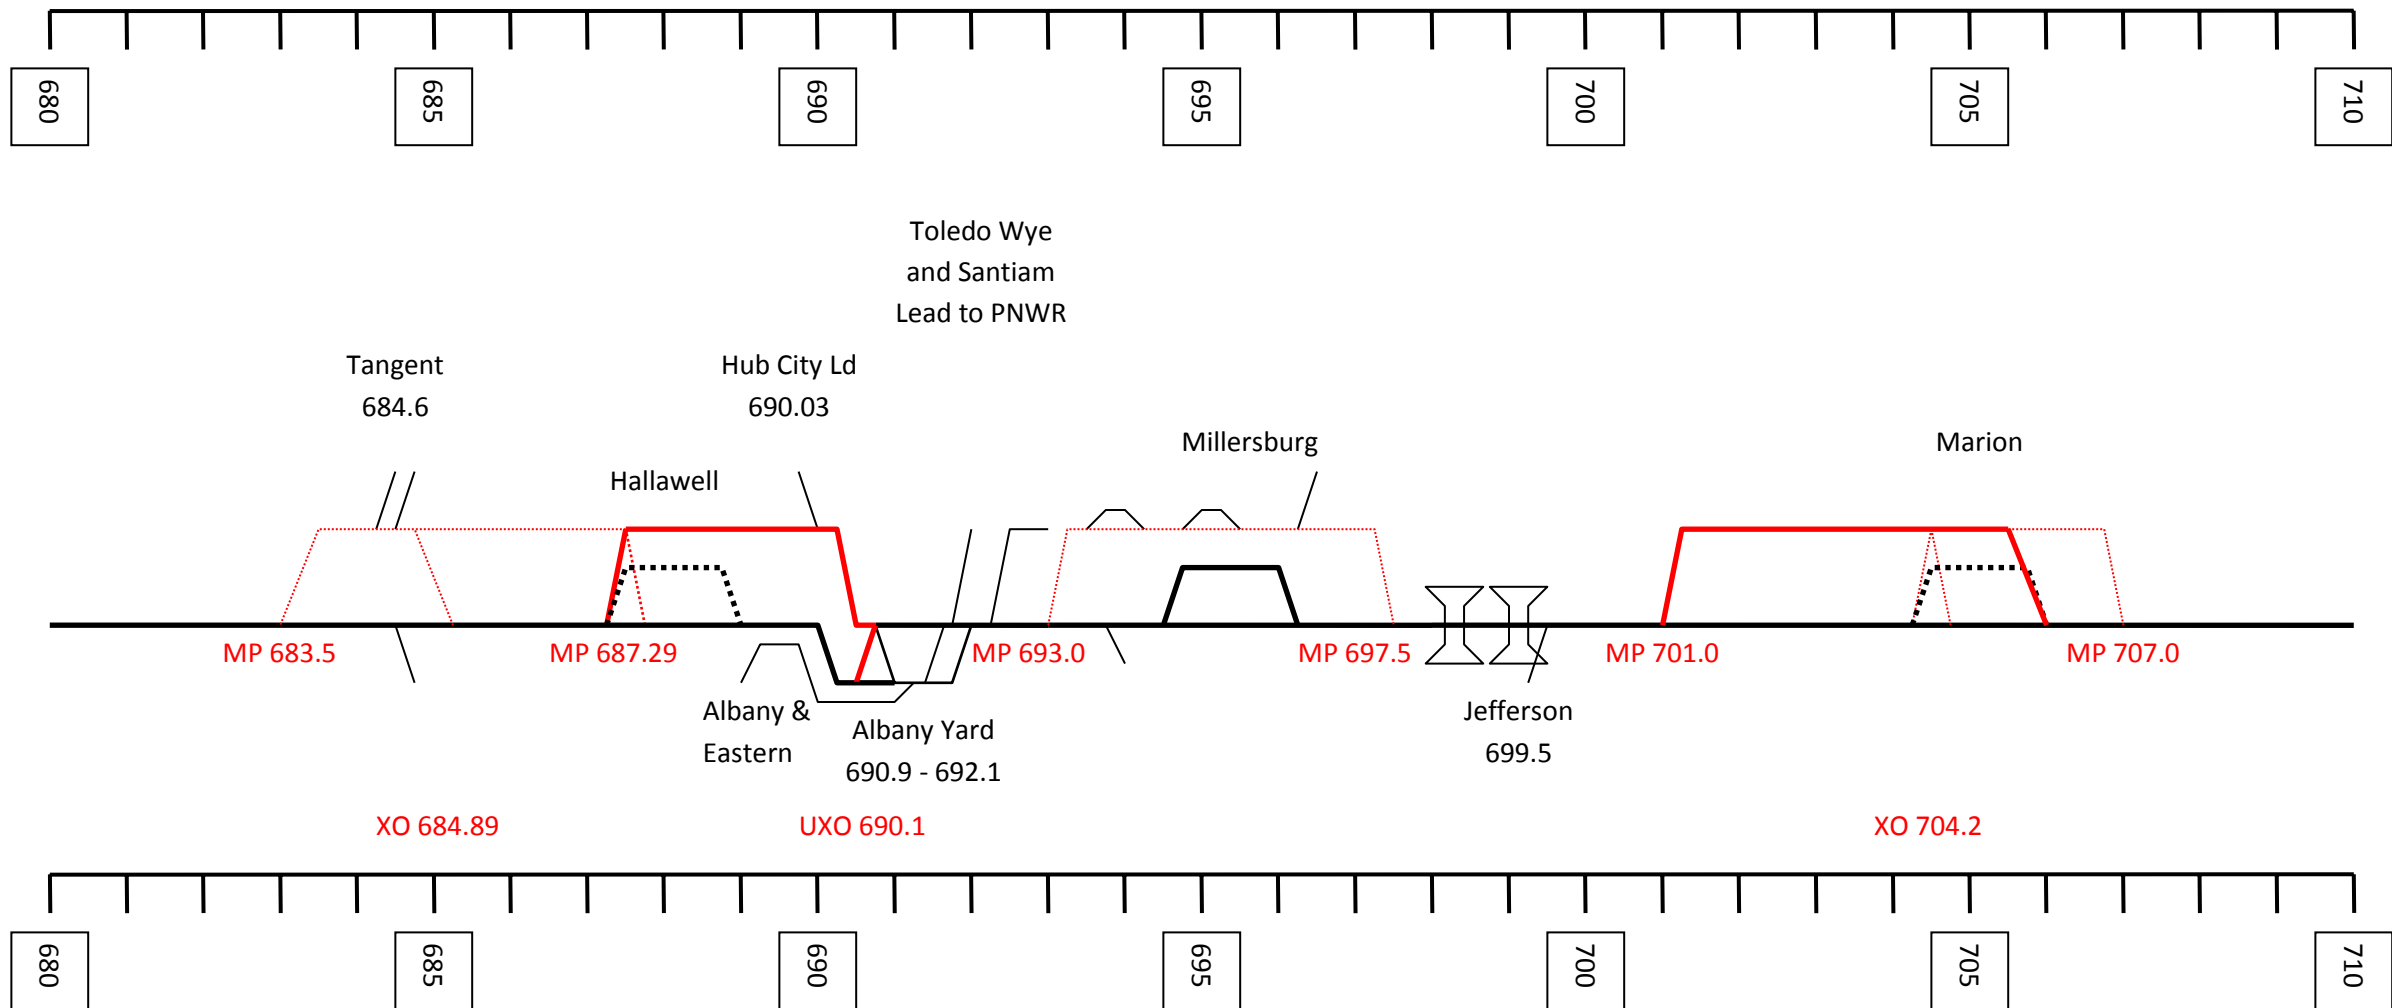 680
685
690
695
700
705
710
Toledo Wye
and Santiam
Lead to PNWR
Tangent
684.6
Hub City Ld
690.03
Hallawell
Millersburg
Marion
MP 683.5
MP 687.29
MP 693.0
MP 697.5
MP 701.0
MP 707.0
Albany &
Eastern
Albany Yard
690.9 - 692.1
Jefferson
699.5
XO 684.89
UXO 690.1
XO 704.2
680
685
690
695
700
705
710